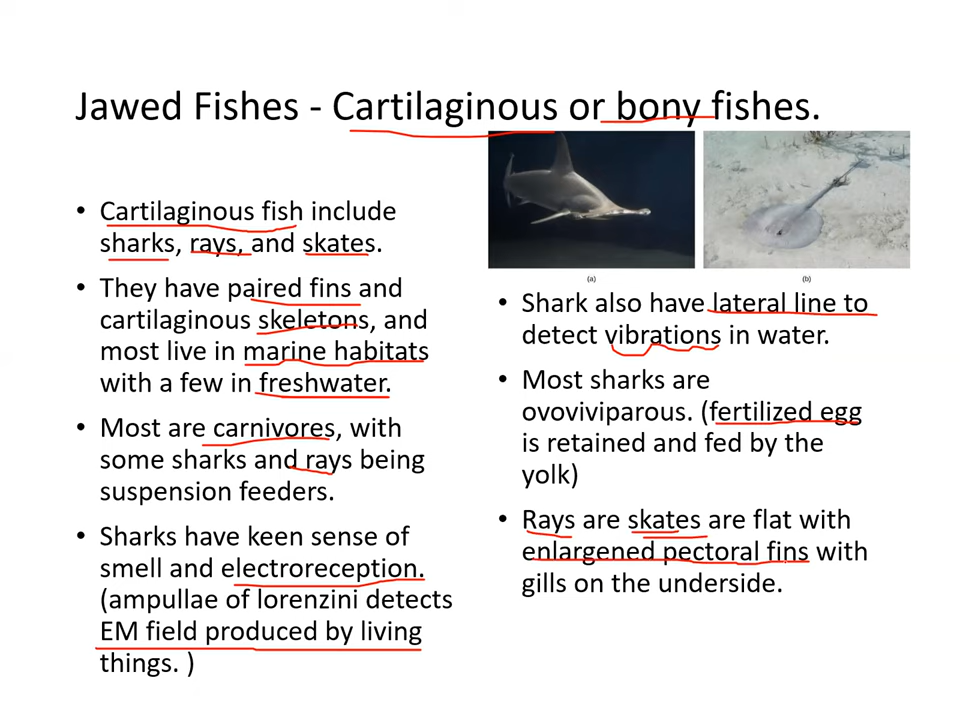 Jawed Fishes - Cartilaginous or bony fishes.
• Cartilaginous fish include
sharks, rays, and skates.
• They have paired fins and
cartilaginous skeletons, and
most live in marine habitats
with a few in freshwater.
• Most are carnivores, with
some sharks and rays being
suspension feeders.
• Sharks have keen sense of
smell and electroreception.
(ampullae of lorenzini detects
EM field produced by living
things. )
(a)
(b)
• Shark also have lateral line to
detect vibrations in water.
• Most sharks are
ovoviviparous. (fertilized egg
is retained and fed by the
yolk)
• Rays are skates are flat with
enlargened pectoral fins with
gills on the underside.